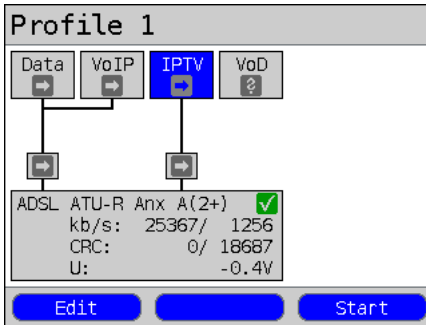 Profile 1
Data VoIP IPTV VoD
ADSL ATU-R Anx A(2+)
kb/s: 25367/ 1256
CRC: 0/ 18687
U: -0.4V
Edit Start